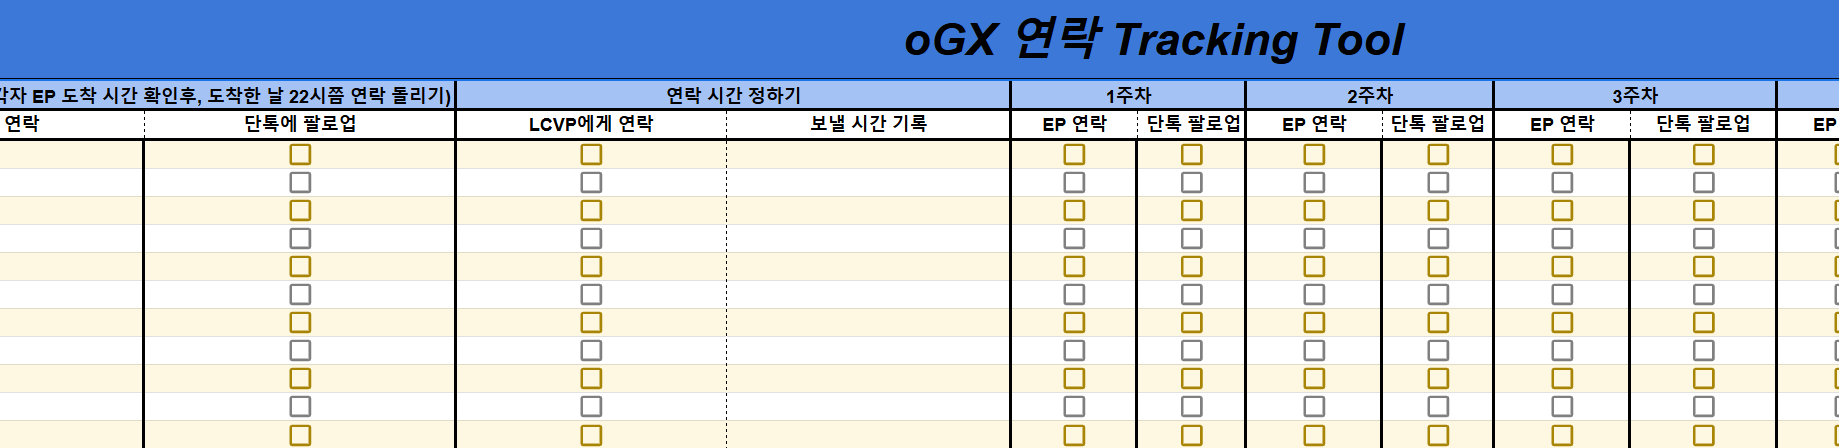 oGX 연락 Tracking Tool
각자 EP 도착 시간 확인후, 도착한 날 22시쯤 연락 돌리기) 연락 시간 정하기 1주차 2주차 3주차
연락 단톡에 팔로업 LCVP에게 연락 보낼 시간 기록 EP 연락 단톡 팔로업 EP 연락 단톡 팔로업 EP 연락 단톡 팔로업 EP